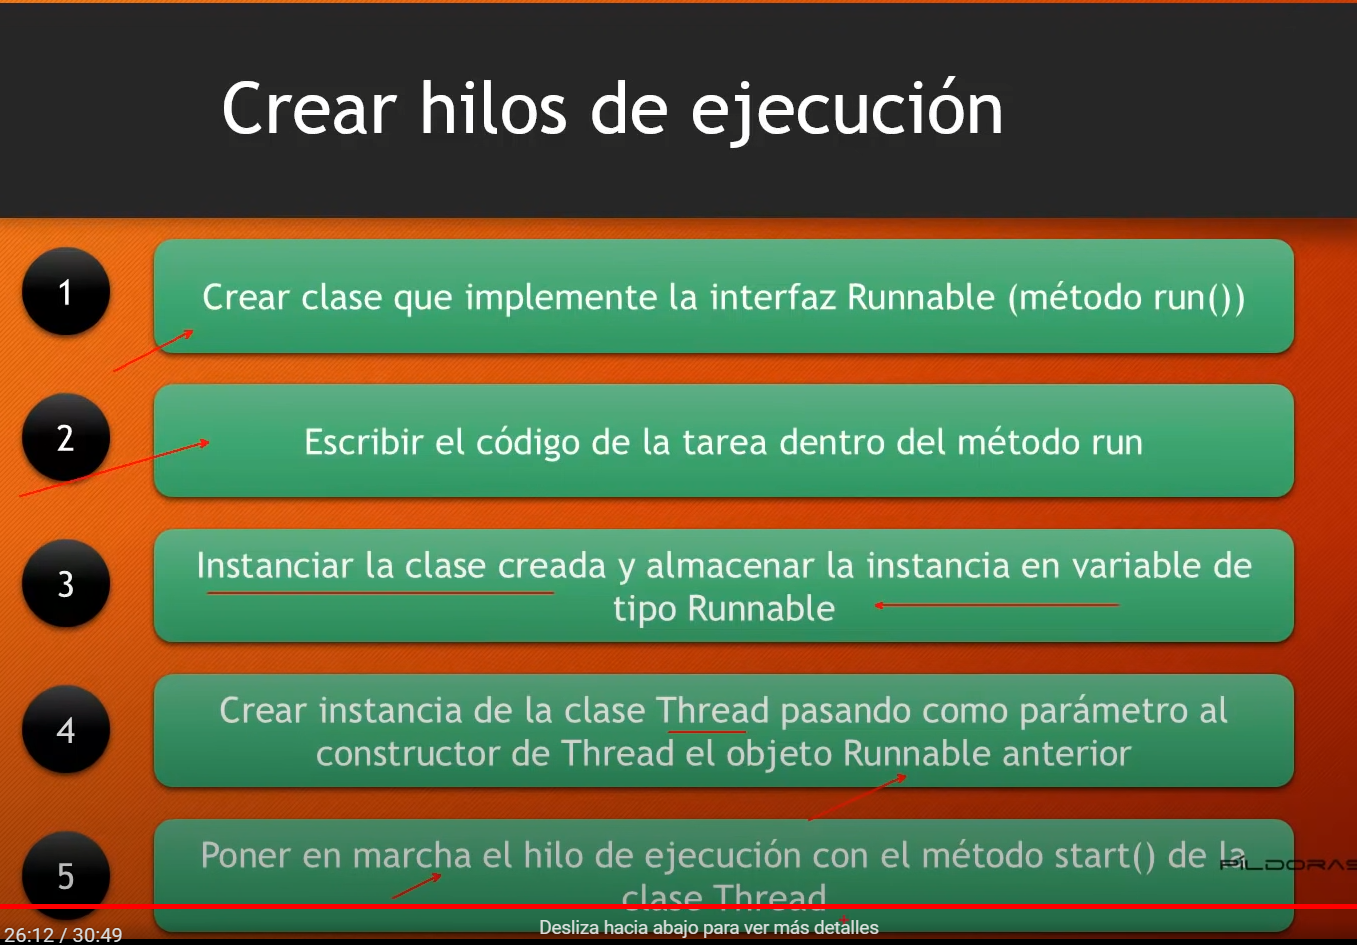 Crear hilos de ejecución
1
Crear clase que implemente la interfaz Runnable (método run())
2
Escribir el código de la tarea dentro del método run
3
Instanciar la clase creada y almacenar la instancia en variable de
tipo Runnable
4
Crear instancia de la clase Thread pasando como parámetro al
constructor de Thread el objeto Runnable anterior
5
Poner en marcha el hilo de ejecución con el método start() de la
clase Thread
PILDORAS
Desliza hacia abajo para ver más detalles
26:12 / 30:49